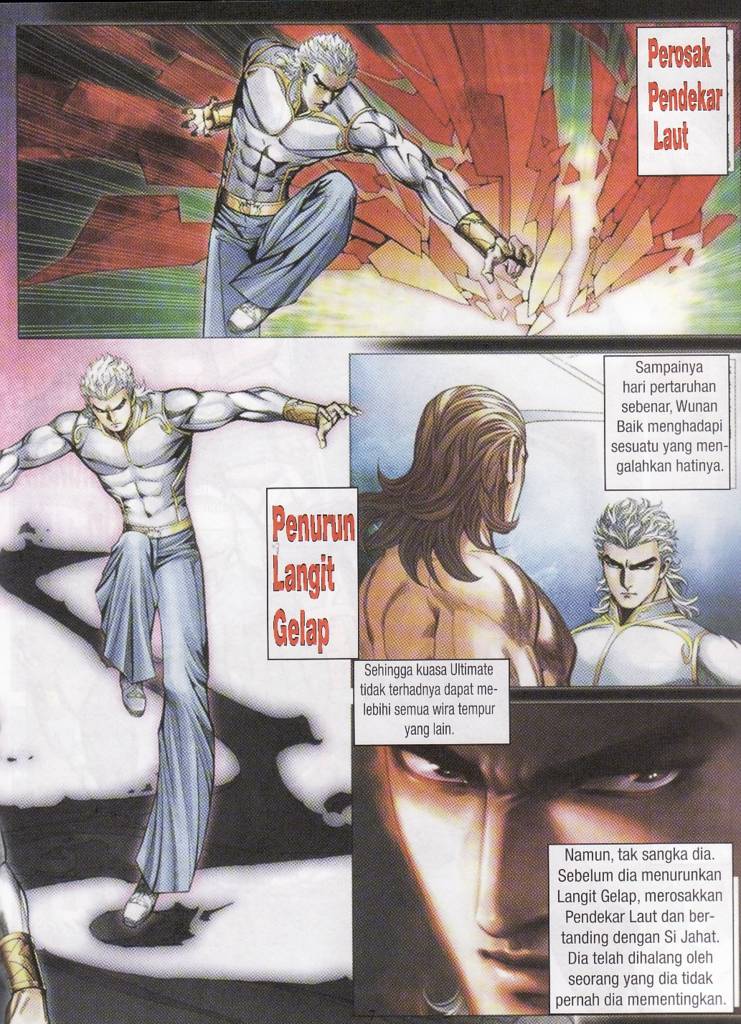 Perosak
Pendekar
Laut
Sampainya
hari pertaruhan
sebenar, Wunan
Baik menghadapi
sesuatu yang men-
galahkan hatinya.
Penurun
Langit
Gelap
Sehingga kuasa Ultimate
tidak terhadnya dapat me-
lebihi semua wira tempur
yang lain.
Namun, tak sangka dia.
Sebelum dia menurunkan
Langit Gelap, merosakkan
Pendekar Laut dan ber-
tanding dengan Si Jahat.
Dia telah dihalang oleh
seorang yang dia tidak
pernah dia mementingkan.
7